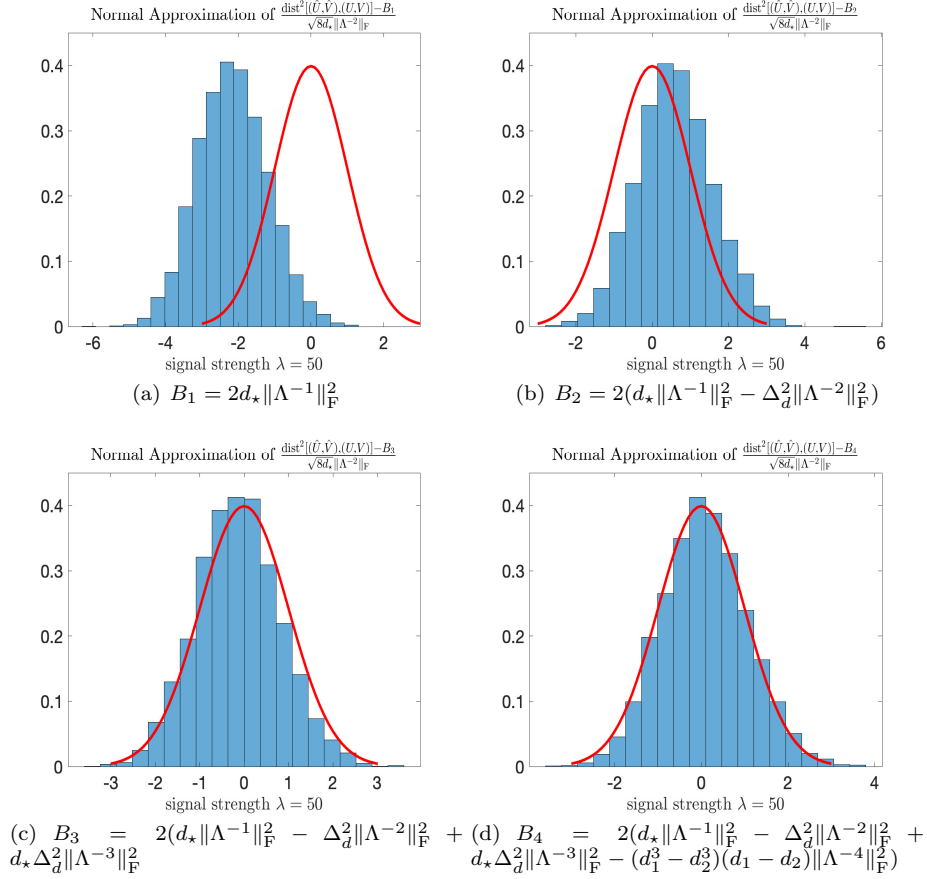 Normal Approximation of $\frac{\mathrm{dist}^2[(\hat{U},\hat{V}),(U,V)]-B_1}{\sqrt{8d_\star}\|\Lambda^{-2}\|_{\mathrm{F}}}$
Normal Approximation of $\frac{\mathrm{dist}^2[(\hat{U},\hat{V}),(U,V)]-B_2}{\sqrt{8d_\star}\|\Lambda^{-2}\|_{\mathrm{F}}}$
0.4
0.3
0.2
0.1
0
-6 -4 -2 0 2
signal strength λ = 50
0.4
0.3
0.2
0.1
0
-2 0 2 4 6
signal strength λ = 50
(a) $B_1 = 2d_\star\|\Lambda^{-1}\|_{\mathrm{F}}^2$
(b) $B_2 = 2(d_\star\|\Lambda^{-1}\|_{\mathrm{F}}^2 - \Delta_d^2\|\Lambda^{-2}\|_{\mathrm{F}}^2)$
Normal Approximation of $\frac{\mathrm{dist}^2[(\hat{U},\hat{V}),(U,V)]-B_3}{\sqrt{8d_\star}\|\Lambda^{-2}\|_{\mathrm{F}}}$
Normal Approximation of $\frac{\mathrm{dist}^2[(\hat{U},\hat{V}),(U,V)]-B_4}{\sqrt{8d_\star}\|\Lambda^{-2}\|_{\mathrm{F}}}$
0.4
0.3
0.2
0.1
0
-3 -2 -1 0 1 2 3
signal strength λ = 50
0.4
0.3
0.2
0.1
0
-2 0 2 4
signal strength λ = 50
(c) $B_3 = 2(d_\star\|\Lambda^{-1}\|_{\mathrm{F}}^2 - \Delta_d^2\|\Lambda^{-2}\|_{\mathrm{F}}^2 +$
$d_\star\Delta_d^2\|\Lambda^{-3}\|_{\mathrm{F}}^2$
(d) $B_4 = 2(d_\star\|\Lambda^{-1}\|_{\mathrm{F}}^2 - \Delta_d^2\|\Lambda^{-2}\|_{\mathrm{F}}^2 +$
$d_\star\Delta_d^2\|\Lambda^{-3}\|_{\mathrm{F}}^2 - (d_1^3 - d_2^3)(d_1 - d_2)\|\Lambda^{-4}\|_{\mathrm{F}}^2)$